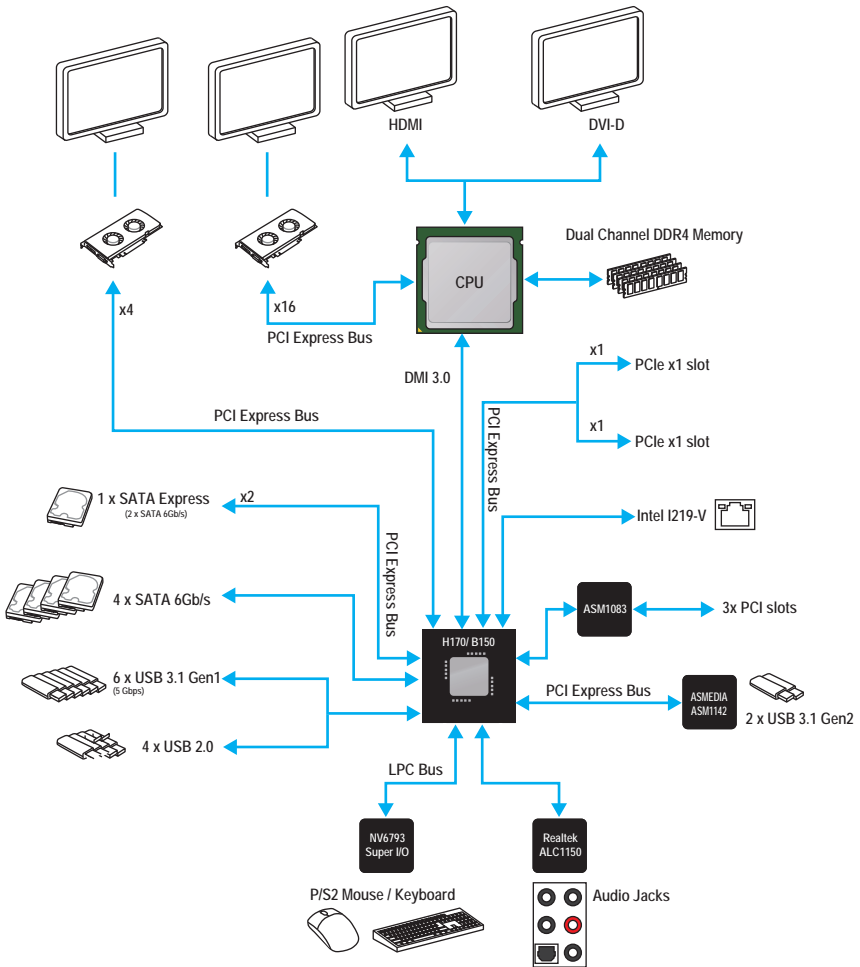 HDMI
DVI-D
Dual Channel DDR4 Memory
CPU
x4
x16
PCI Express Bus
x1
PCIe x1 slot
DMI 3.0
PCI Express Bus
PCI Express Bus
x1
PCIe x1 slot
1 x SATA Express
(2 x SATA 6Gb/s)
x2
Intel I219-V
PCI Express Bus
4 x SATA 6Gb/s
ASM1083
3x PCI slots
H170/ B150
6 x USB 3.1 Gen1
(5 Gbps)
PCI Express Bus
ASMEDIA
ASM1142
2 x USB 3.1 Gen2
4 x USB 2.0
LPC Bus
NV6793
Super I/O
Realtek
ALC1150
P/S2 Mouse / Keyboard
Audio Jacks